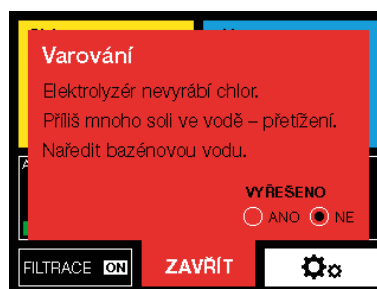 Varování
Elektrolyzér nevyrábí chlor.
Příliš mnoho soli ve vodě – přetížení.
Naředit bazénovou vodu.
VYŘEŠENO
ANO NE
FILTRACE ON ZAVŘÍT